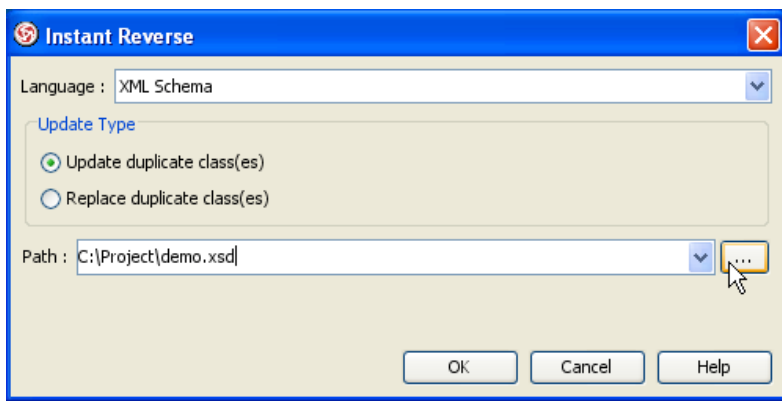 Instant Reverse
Language : XML Schema
Update Type
Update duplicate class(es)
Replace duplicate class(es)
Path : C:\Project\demo.xsd ...
OK Cancel Help